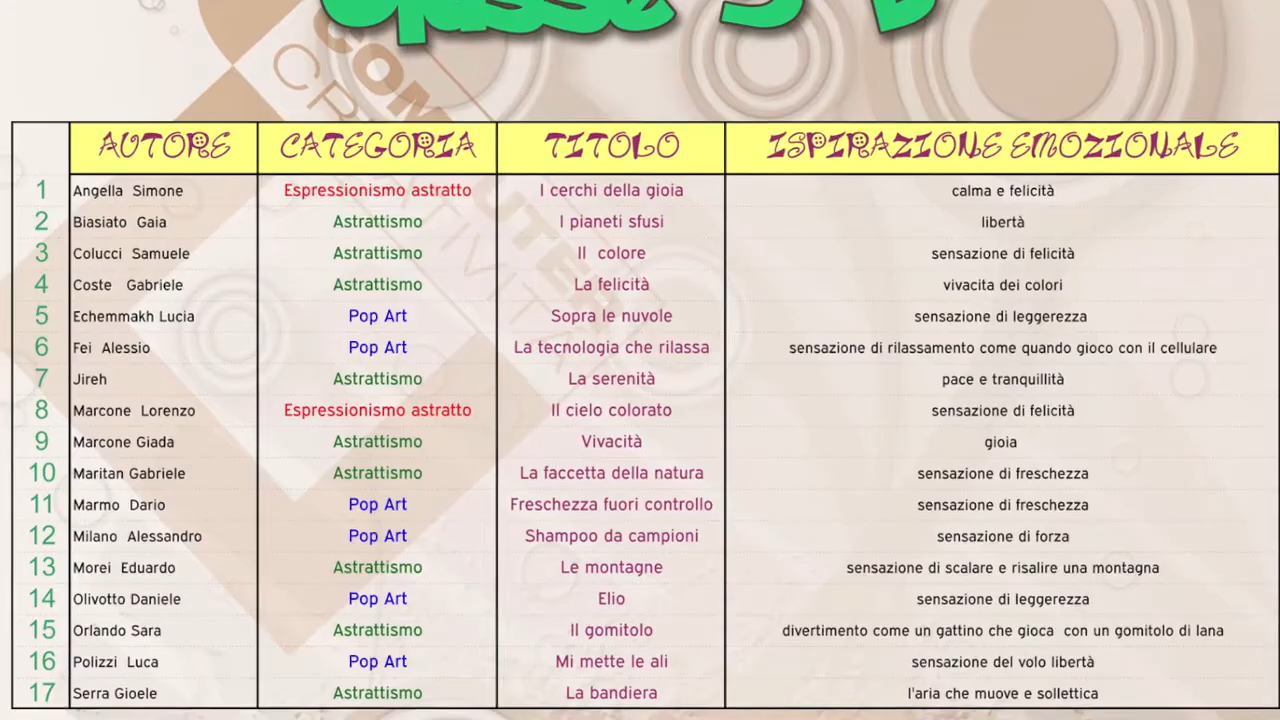 Classe 3^B
COMPUTER
CREATIVITY
AUTORE CATEGORIA TITOLO ISPIRAZIONE EMOZIONALE
1 Angella Simone Espressionismo astratto I cerchi della gioia calma e felicità
2 Biasiato Gaia Astrattismo I pianeti sfusi libertà
3 Colucci Samuele Astrattismo Il colore sensazione di felicità
4 Coste Gabriele Astrattismo La felicità vivacita dei colori
5 Echemmakh Lucia Pop Art Sopra le nuvole sensazione di leggerezza
6 Fei Alessio Pop Art La tecnologia che rilassa sensazione di rilassamento come quando gioco con il cellulare
7 Jireh Astrattismo La serenità pace e tranquillità
8 Marcone Lorenzo Espressionismo astratto Il cielo colorato sensazione di felicità
9 Marcone Giada Astrattismo Vivacità gioia
10 Maritan Gabriele Astrattismo La faccetta della natura sensazione di freschezza
11 Marmo Dario Pop Art Freschezza fuori controllo sensazione di freschezza
12 Milano Alessandro Pop Art Shampoo da campioni sensazione di forza
13 Morei Eduardo Astrattismo Le montagne sensazione di scalare e risalire una montagna
14 Olivotto Daniele Pop Art Elio sensazione di leggerezza
15 Orlando Sara Astrattismo Il gomitolo divertimento come un gattino che gioca con un gomitolo di lana
16 Polizzi Luca Pop Art Mi mette le ali sensazione del volo libertà
17 Serra Gioele Astrattismo La bandiera l'aria che muove e sollettica